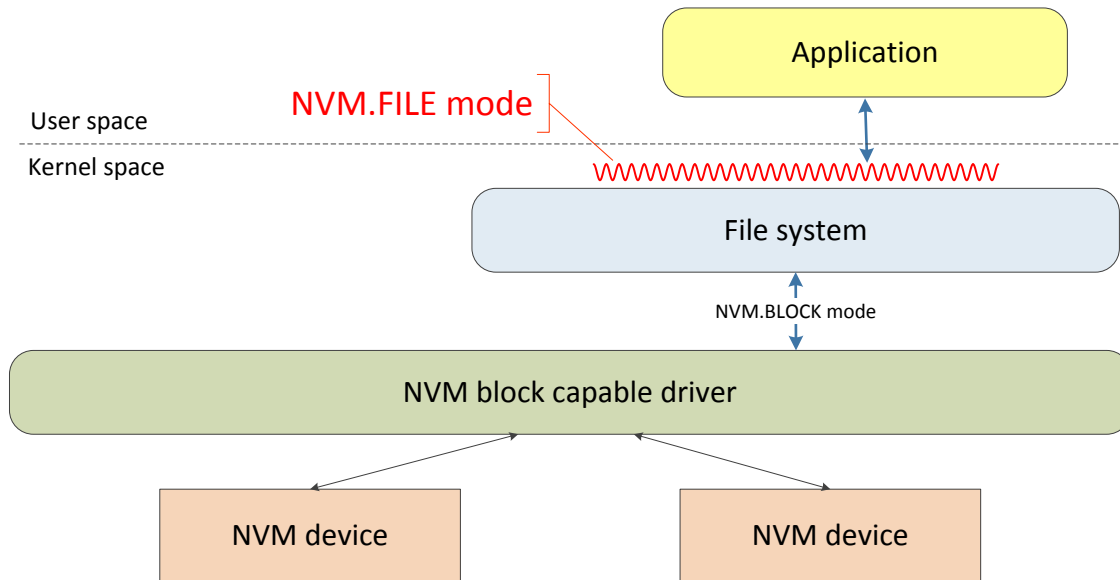 Application
NVM.FILE mode
User space
Kernel space
File system
NVM.BLOCK mode
NVM block capable driver
NVM device
NVM device